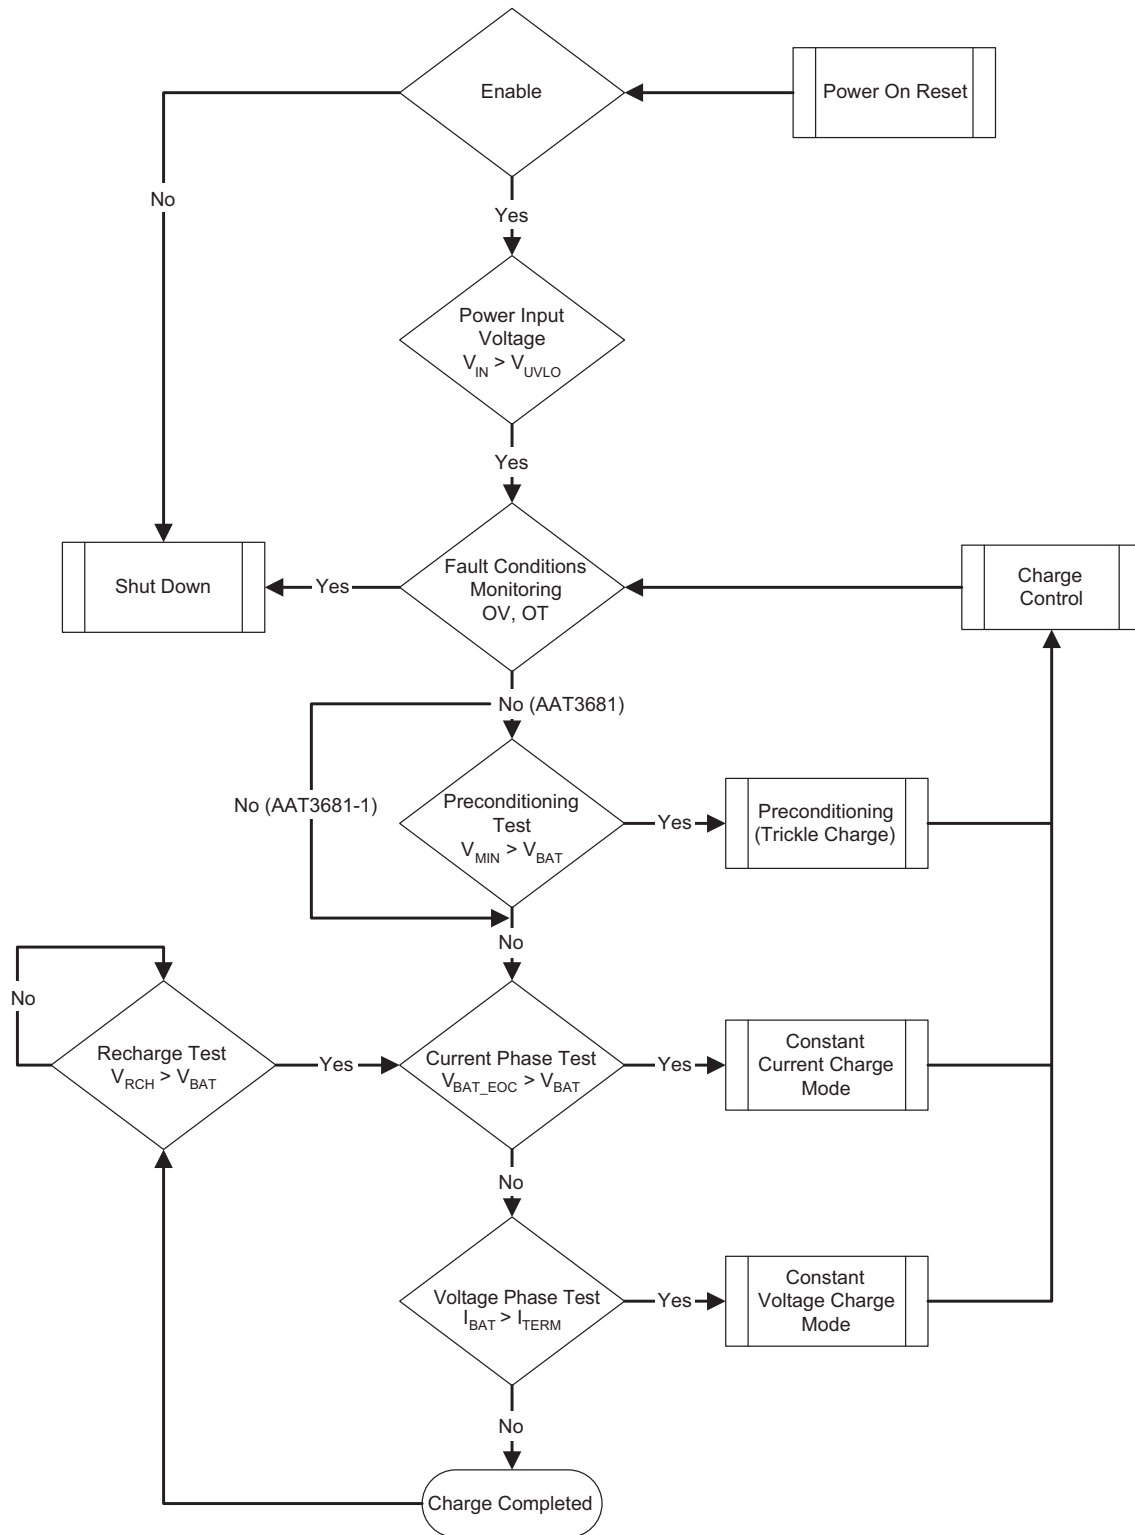 Enable
Power On Reset
No
Yes
Power Input
Voltage
V_IN > V_UVLO
Yes
Shut Down
Yes
Fault Conditions
Monitoring
OV, OT
Charge
Control
No (AAT3681)
No (AAT3681-1)
Preconditioning
Test
V_MIN > V_BAT
Yes
Preconditioning
(Trickle Charge)
No
No
Recharge Test
V_RCH > V_BAT
Yes
Current Phase Test
V_BAT_EOC > V_BAT
Yes
Constant
Current Charge
Mode
No
Voltage Phase Test
I_BAT > I_TERM
Yes
Constant
Voltage Charge
Mode
No
Charge Completed